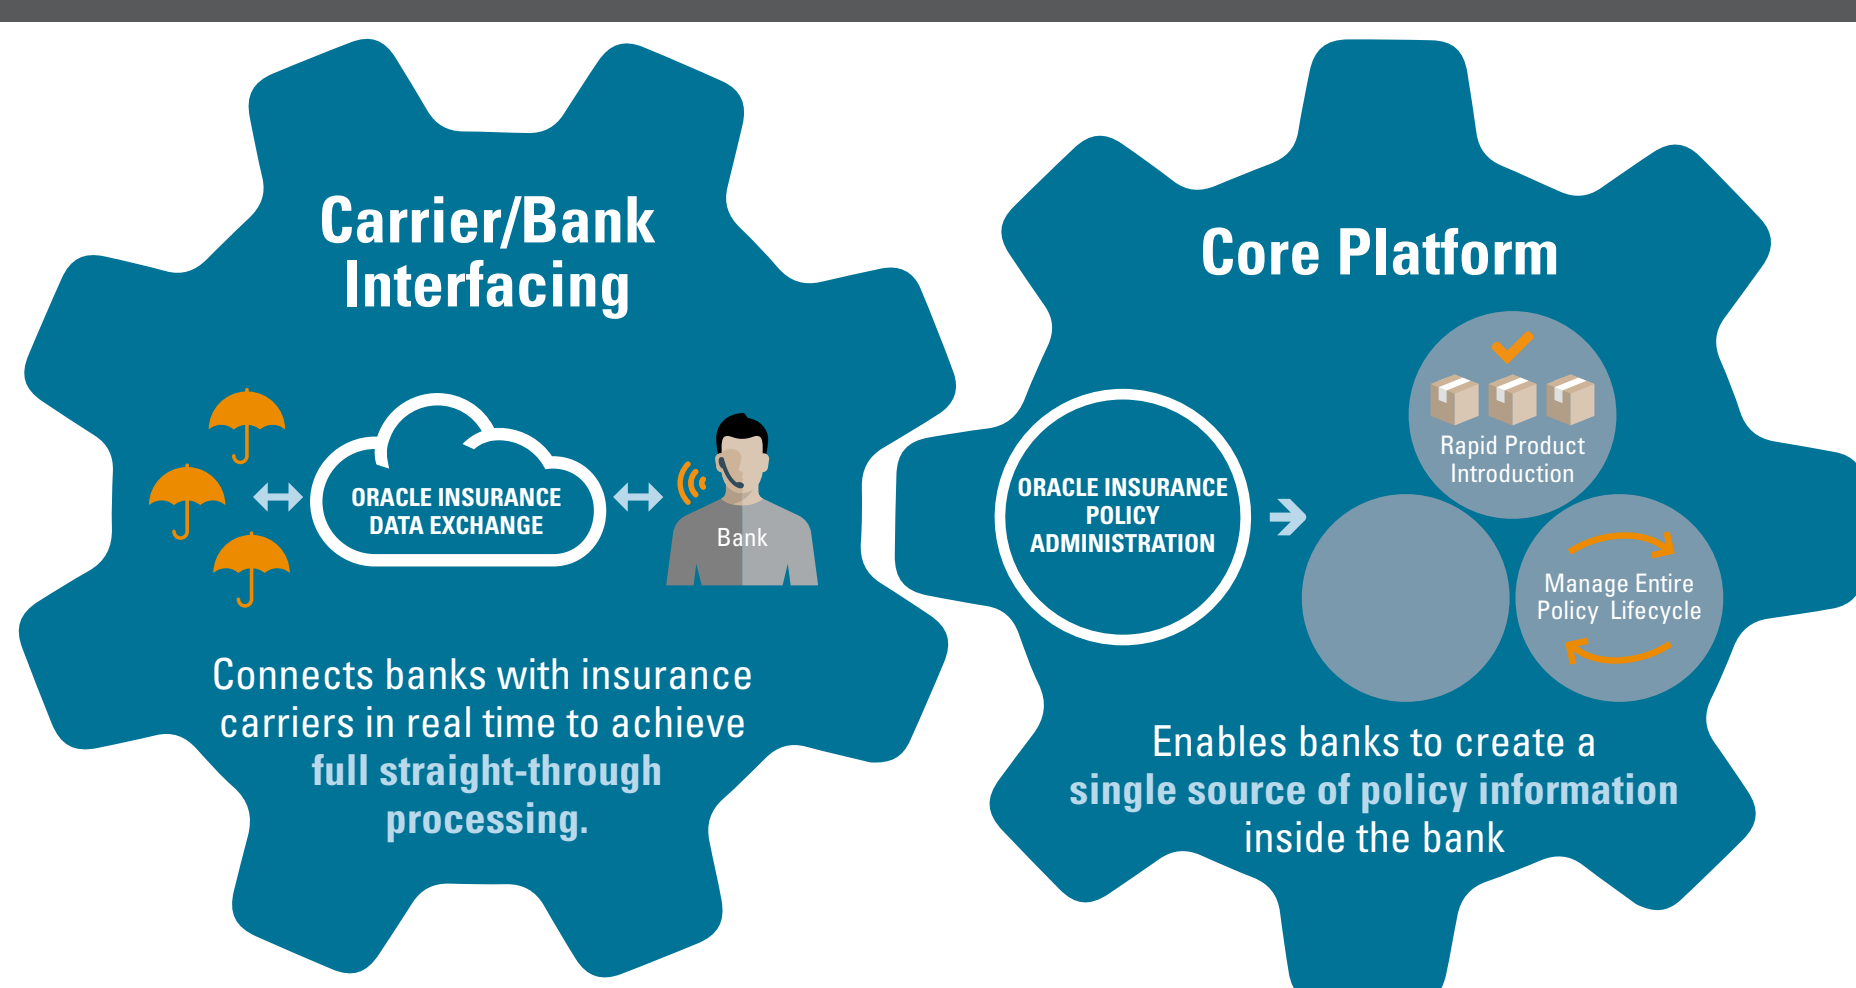 Carrier/Bank
Interfacing
ORACLE INSURANCE
DATA EXCHANGE
Bank
Connects banks with insurance
carriers in real time to achieve
full straight-through
processing.
Core Platform
ORACLE INSURANCE
POLICY
ADMINISTRATION
Rapid Product
Introduction
Manage Entire
Policy Lifecycle
Enables banks to create a
single source of policy information
inside the bank